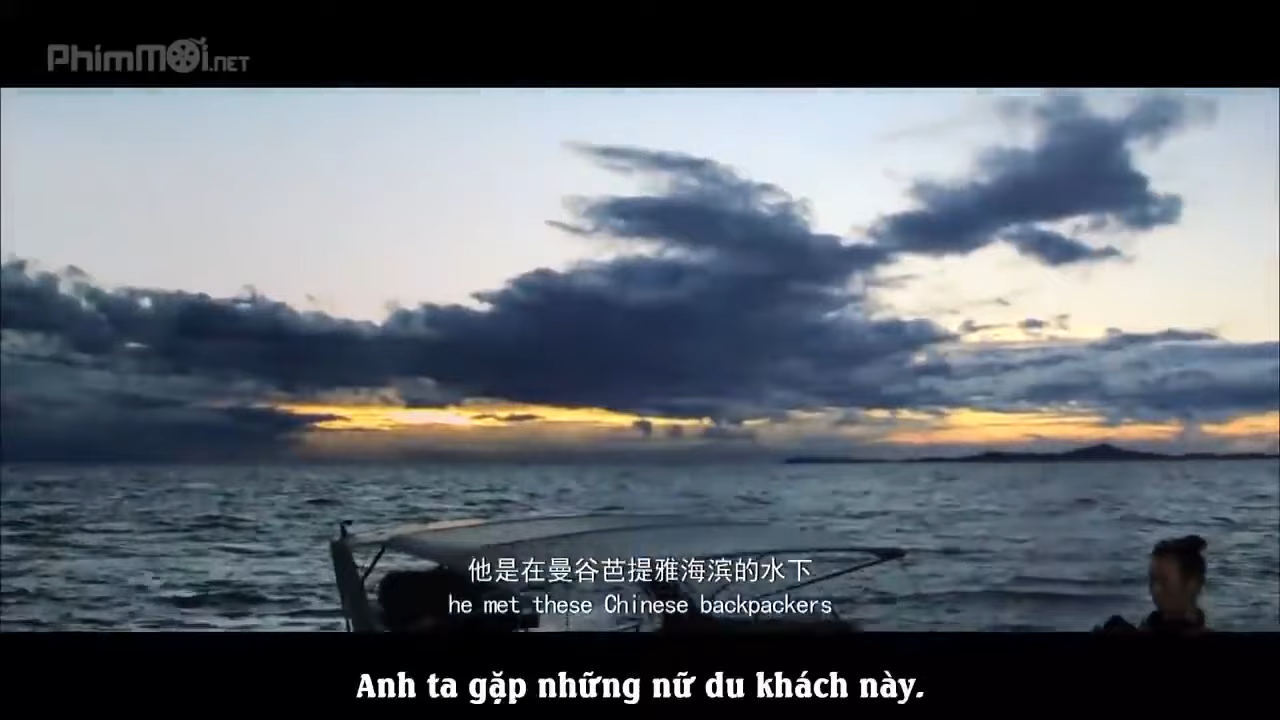 PhimMồi.NET
他是在曼谷芭提雅海滨的水下
he met these Chinese backpackers
Anh ta gặp những nữ du khách này.